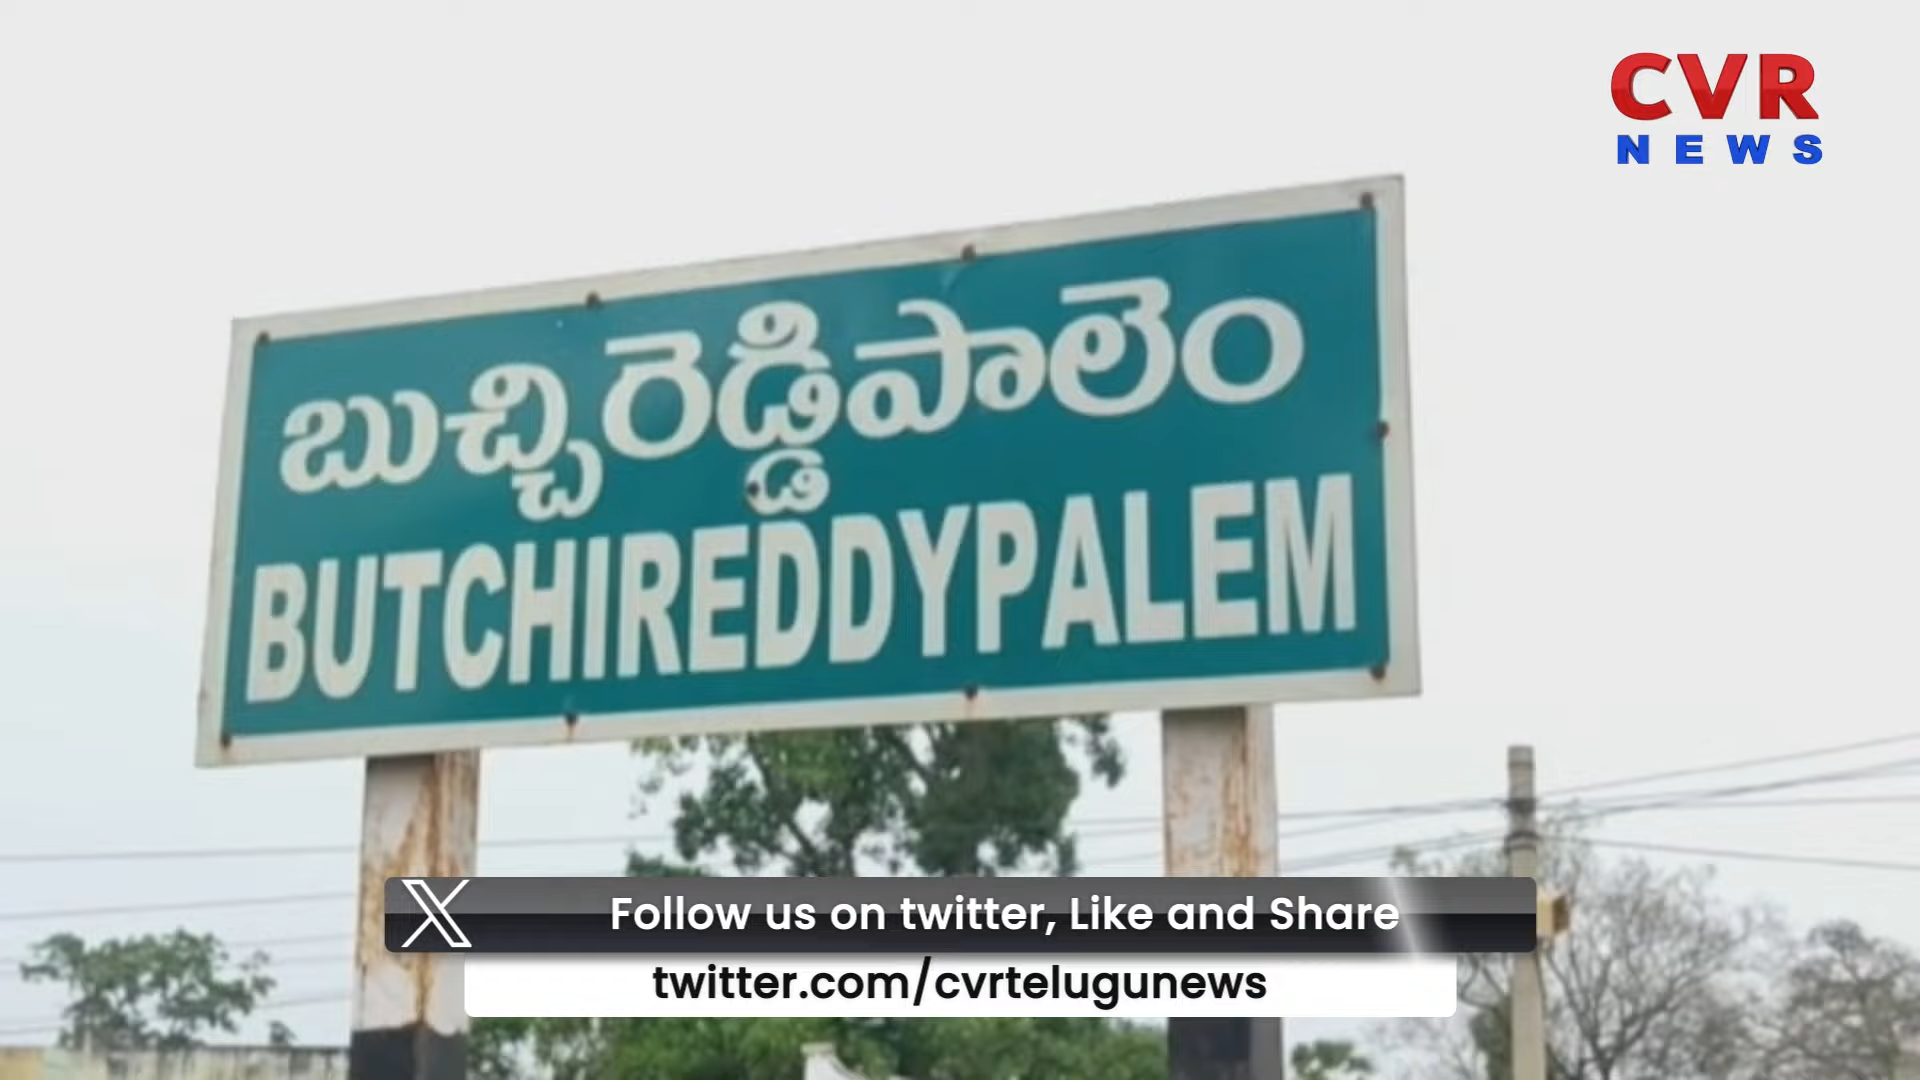 CVR
NEWS
బుచ్చిరెడ్డిపాలెం
BUTCHIREDDYPALEM
Follow us on twitter, Like and Share
twitter.com/cvrtelugunews